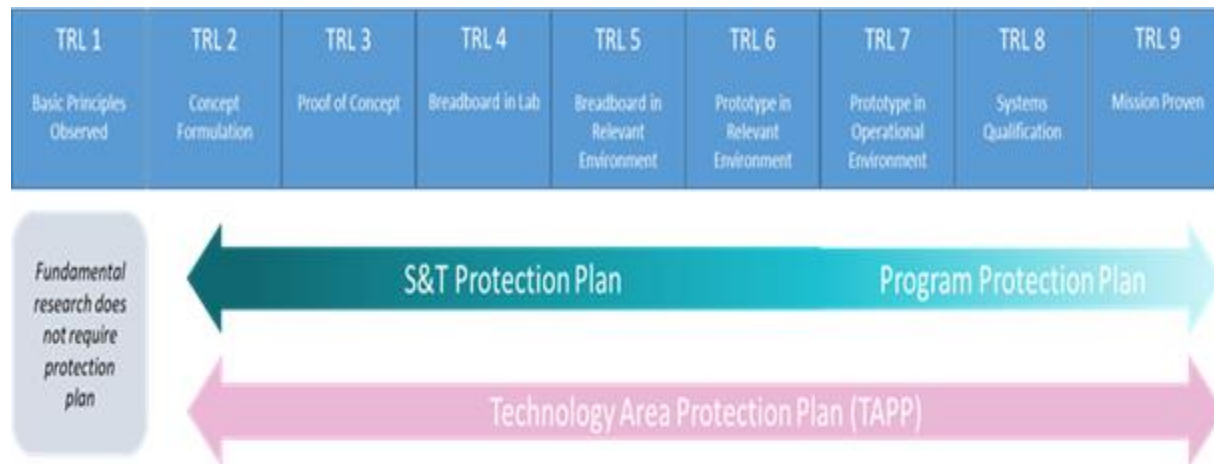 TRL 1
Basic Principles
Observed
TRL 2
Concept
Formulation
TRL 3
Proof of Concept
TRL 4
Breadboard in Lab
TRL 5
Breadboard in
Relevant
Environment
TRL 6
Prototype in
Relevant
Environment
TRL 7
Prototype in
Operational
Environment
TRL 8
Systems
Qualification
TRL 9
Mission Proven
Fundamental
research does
not require
protection
plan
S&T Protection Plan
Program Protection Plan
Technology Area Protection Plan (TAPP)